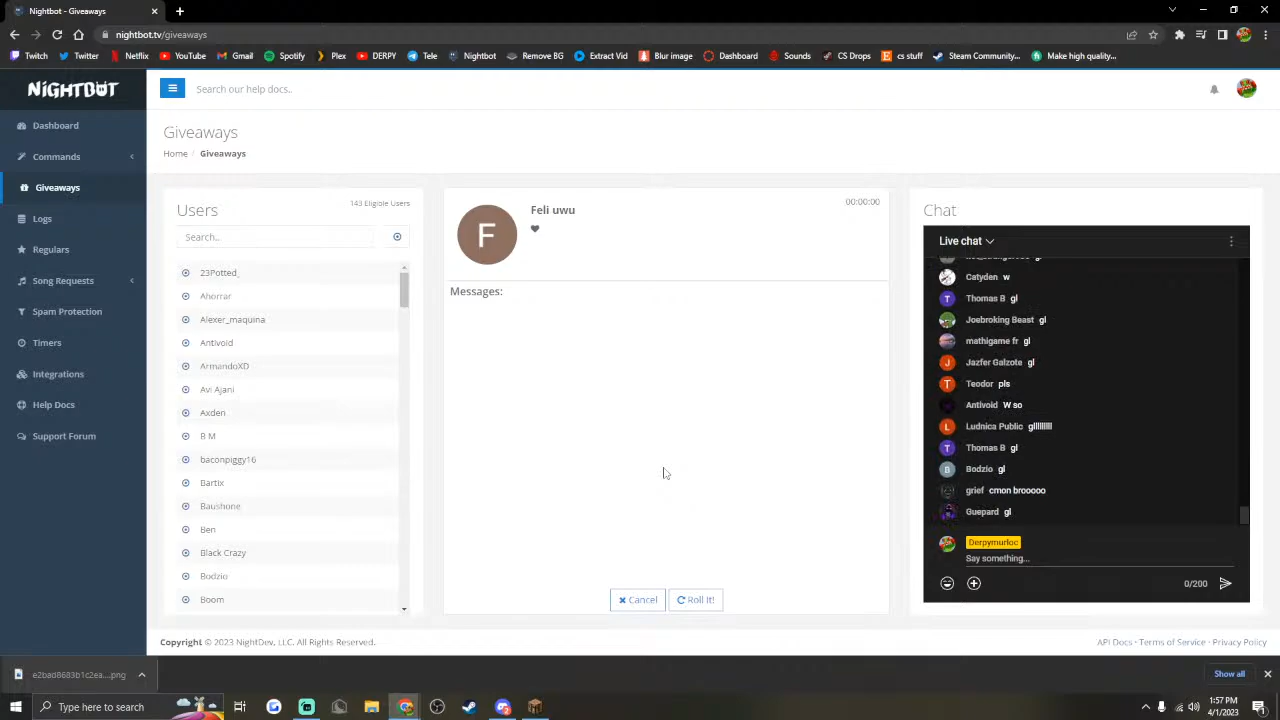 Nightbot - Giveaways
nightbot.tv/giveaways
Twitch Twitter Netflix YouTube Gmail Spotify Plex DERPY Tele Nightbot Remove BG Extract Vid Blur image Dashboard Sounds CS Drops cs stuff Steam Community... Make high quality...
NiGHTBOT
Search our help docs..
Dashboard
Commands
Giveaways
Logs
Regulars
Song Requests
Spam Protection
Timers
Integrations
Help Docs
Support Forum
Giveaways
Home / Giveaways
Users
143 Eligible Users
Search...
23Potted_
Ahorrar
Alexer_maquina
Antivoid
ArmandoXD
Avi Ajani
Axden
B M
baconpiggy16
Bartix
Baushone
Ben
Black Crazy
Bodzio
Boom
Feli uwu
00:00:00
F
Messages:
Cancel
Roll It!
Chat
Live chat
Catyden w
Thomas B gl
Joebroking Beast gl
mathigame fr gl
Jazfer Galzote gl
Teodor pls
Antivoid W so
Ludnica Public glllllllll
Thomas B gl
Bodzio gl
grief cmon brooooo
Guepard gl
Derpymurloc
Say something...
0/200
Copyright © 2023 NightDev, LLC. All Rights Reserved.
API Docs · Terms of Service · Privacy Policy
e2bad8683b1c2ea....png
Show all
Type here to search
1:57 PM
4/1/2023